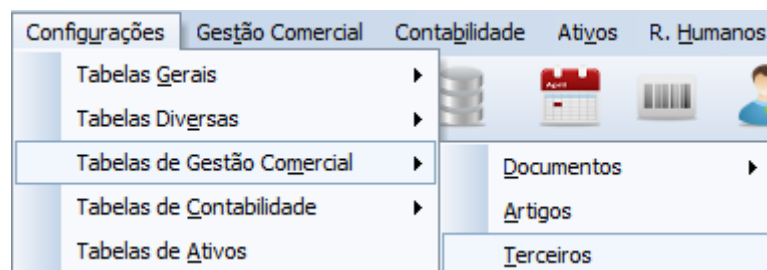 Configurações Gestão Comercial Contabilidade Ativos R. Humanos
Tabelas Gerais
April
Tabelas Diversas
Tabelas de Gestão Comercial
Documentos
Tabelas de Contabilidade
Artigos
Tabelas de Ativos
Terceiros